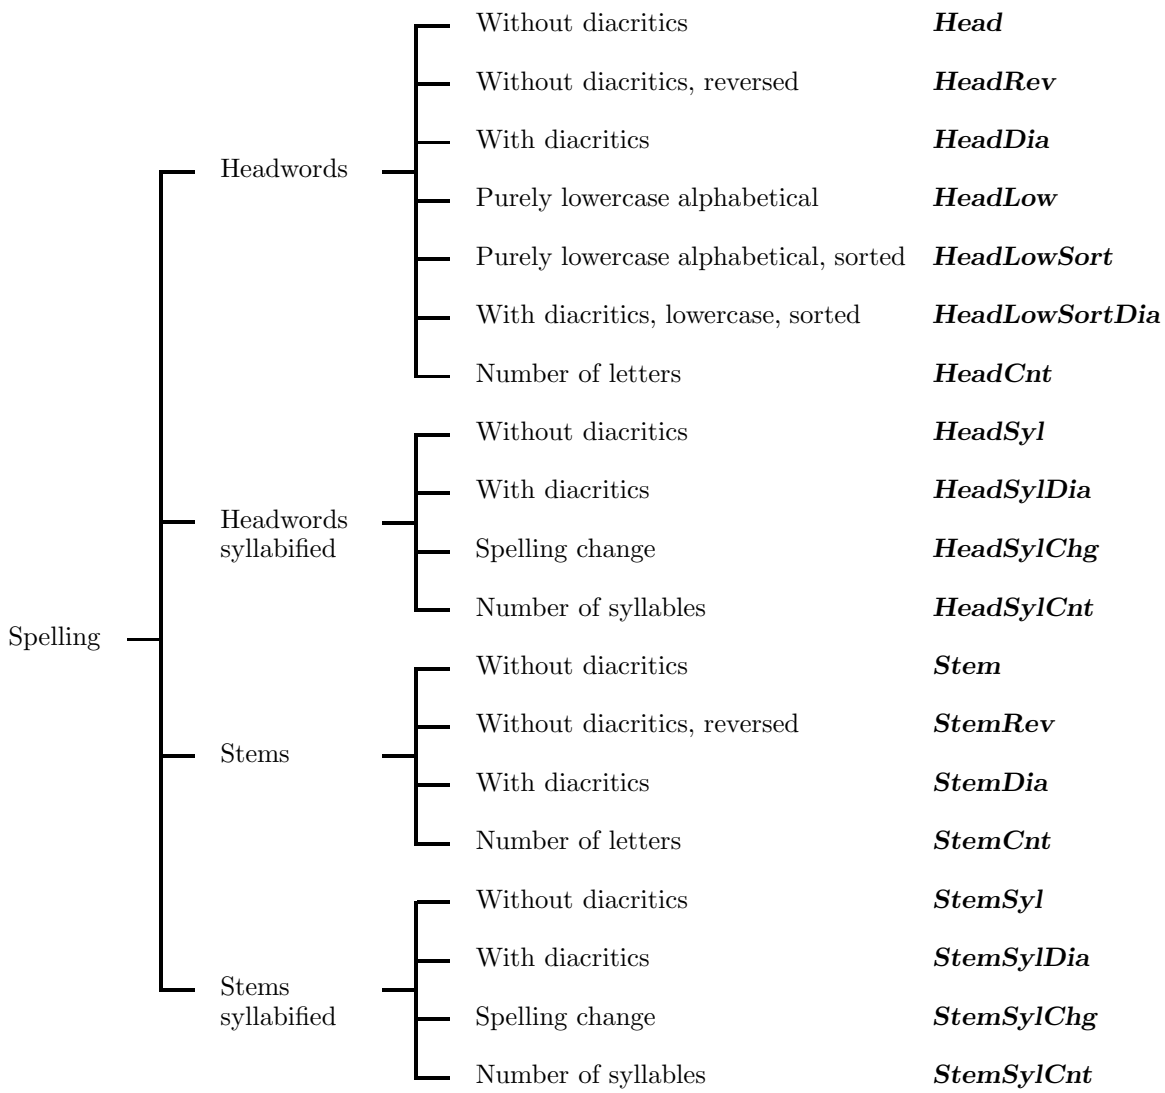 Without diacritics Head
Without diacritics, reversed HeadRev
With diacritics HeadDia
Headwords
Purely lowercase alphabetical HeadLow
Purely lowercase alphabetical, sorted HeadLowSort
With diacritics, lowercase, sorted HeadLowSortDia
Number of letters HeadCnt
Without diacritics HeadSyl
With diacritics HeadSylDia
Headwords
syllabified
Spelling change HeadSylChg
Number of syllables HeadSylCnt
Spelling
Without diacritics Stem
Without diacritics, reversed StemRev
Stems
With diacritics StemDia
Number of letters StemCnt
Without diacritics StemSyl
With diacritics StemSylDia
Stems
syllabified
Spelling change StemSylChg
Number of syllables StemSylCnt